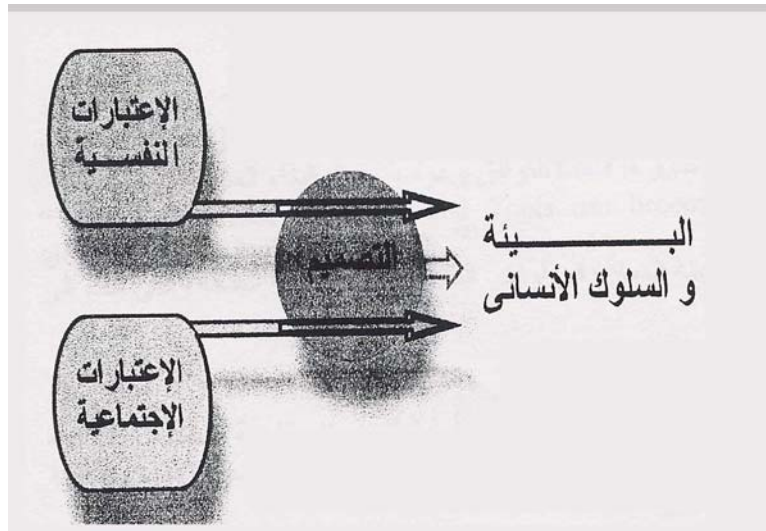 الإعتبارات
النفسية
التصميم
البيئة
و السلوك الأنسانى
الإعتبارات
الإجتماعية